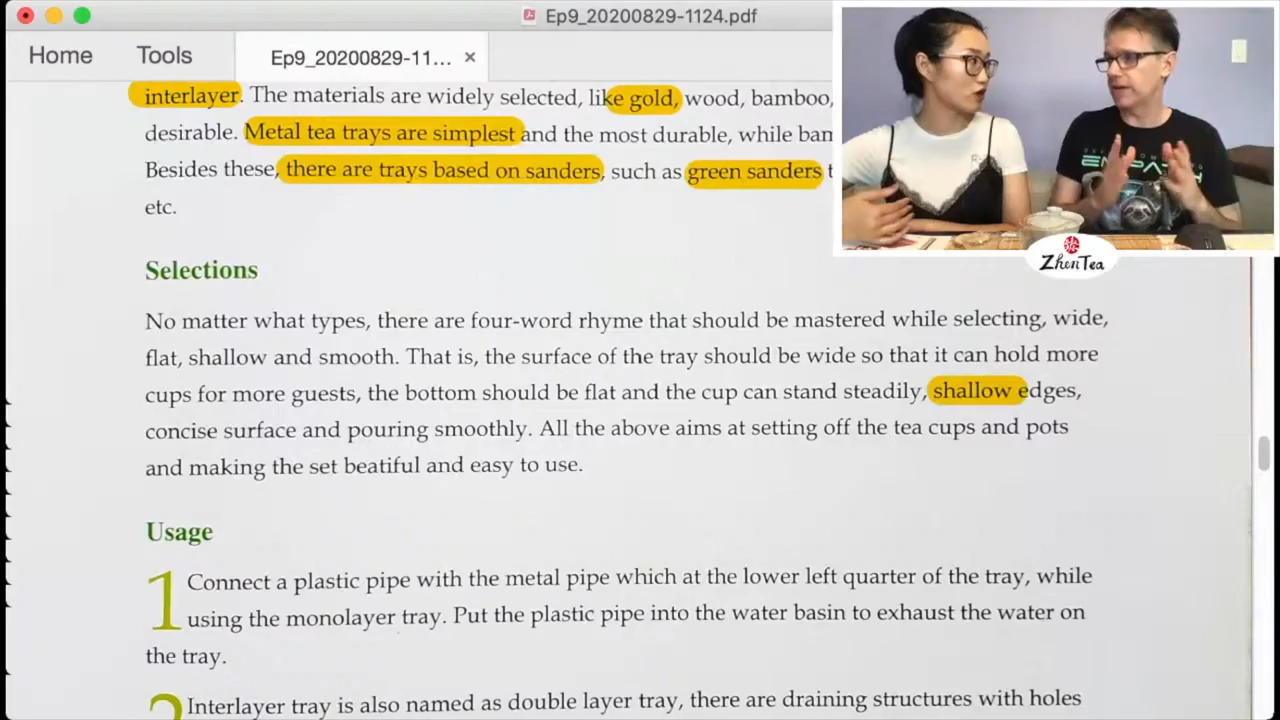 Ep9_20200829-1124.pdf
Home
Tools
Ep9_20200829-11...
×
interlayer. The materials are widely selected, like gold, wood, bamboo,
desirable. Metal tea trays are simplest and the most durable, while bam
Besides these, there are trays based on sanders, such as green sanders t
etc.
ZhenTea
Selections
No matter what types, there are four-word rhyme that should be mastered while selecting, wide,
flat, shallow and smooth. That is, the surface of the tray should be wide so that it can hold more
cups for more guests, the bottom should be flat and the cup can stand steadily, shallow edges,
concise surface and pouring smoothly. All the above aims at setting off the tea cups and pots
and making the set beatiful and easy to use.
Usage
1 Connect a plastic pipe with the metal pipe which at the lower left quarter of the tray, while
using the monolayer tray. Put the plastic pipe into the water basin to exhaust the water on
the tray.
2 Interlayer tray is also named as double layer tray, there are draining structures with holes